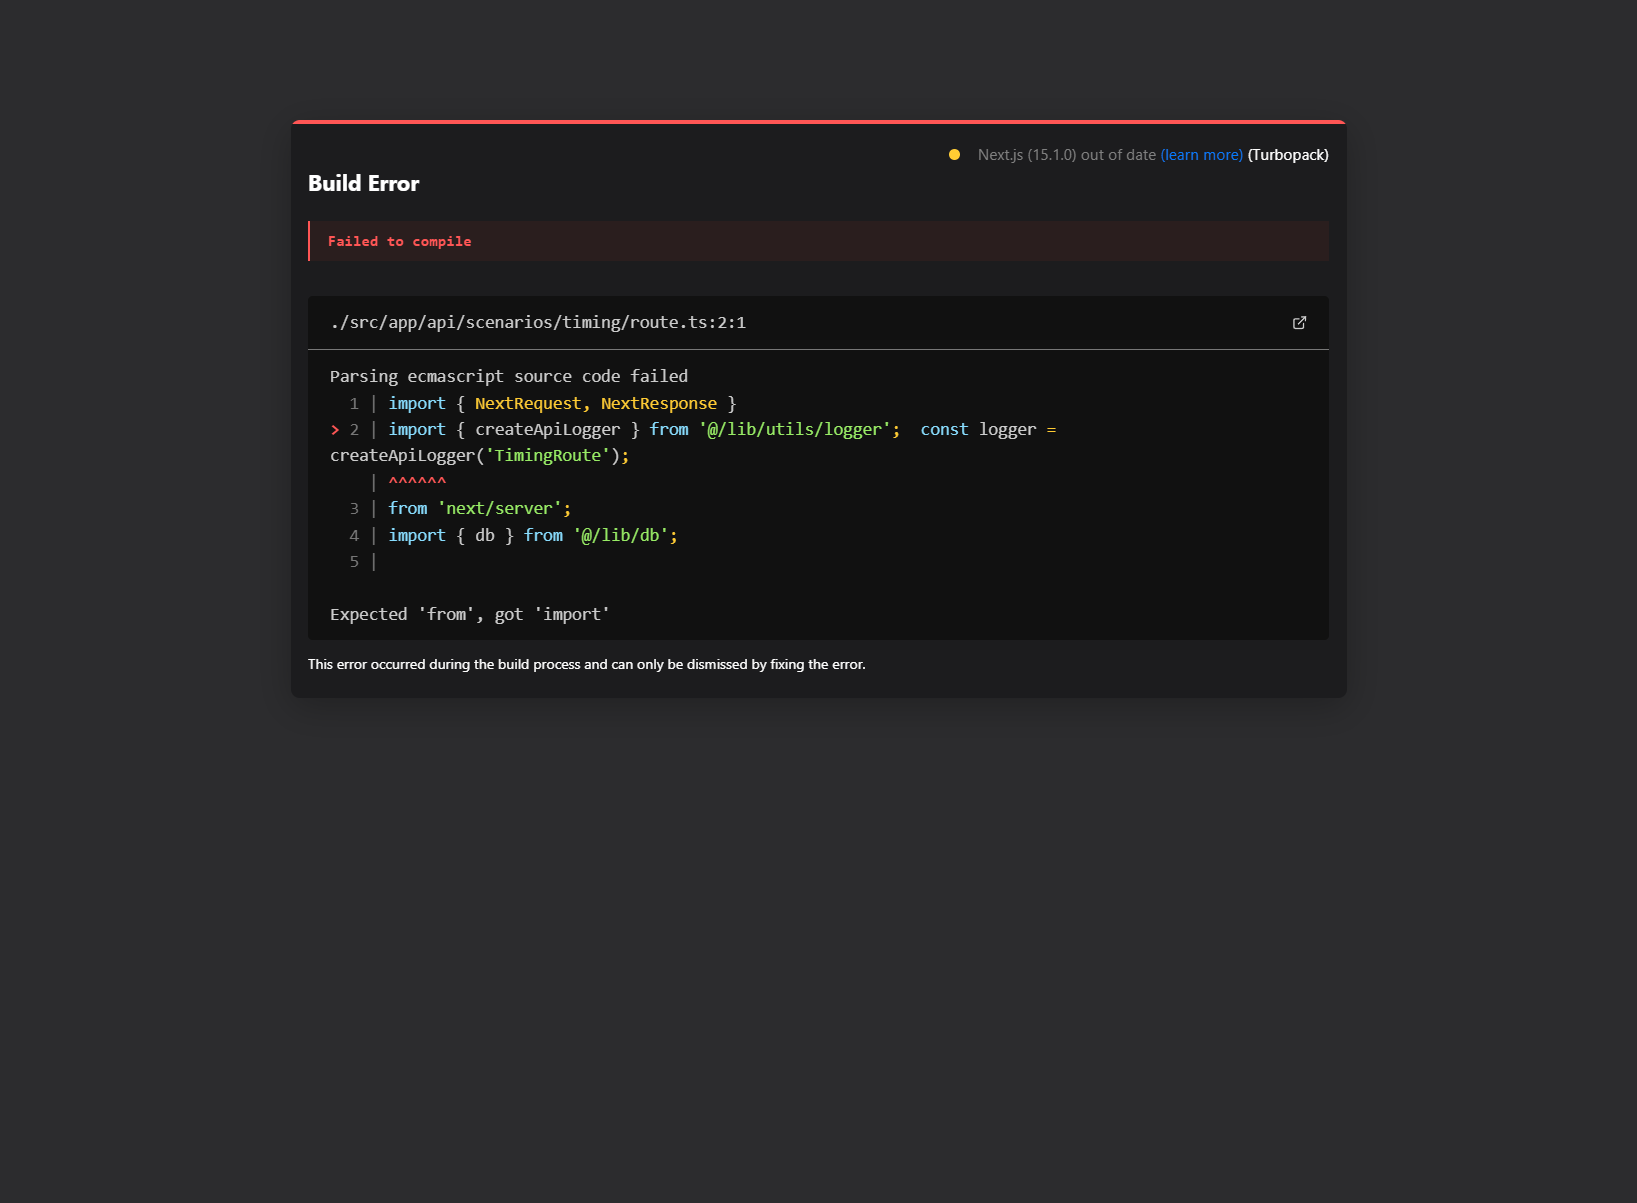 Next.js (15.1.0) out of date (learn more) (Turbopack)
Build Error
Failed to compile
./src/app/api/scenarios/timing/route.ts:2:1
Parsing ecmascript source code failed
  1 | import { NextRequest, NextResponse }
> 2 | import { createApiLogger } from '@/lib/utils/logger';  const logger =
createApiLogger('TimingRoute');
    | ^^^^^^
  3 | from 'next/server';
  4 | import { db } from '@/lib/db';
  5 |
Expected 'from', got 'import'
This error occurred during the build process and can only be dismissed by fixing the error.